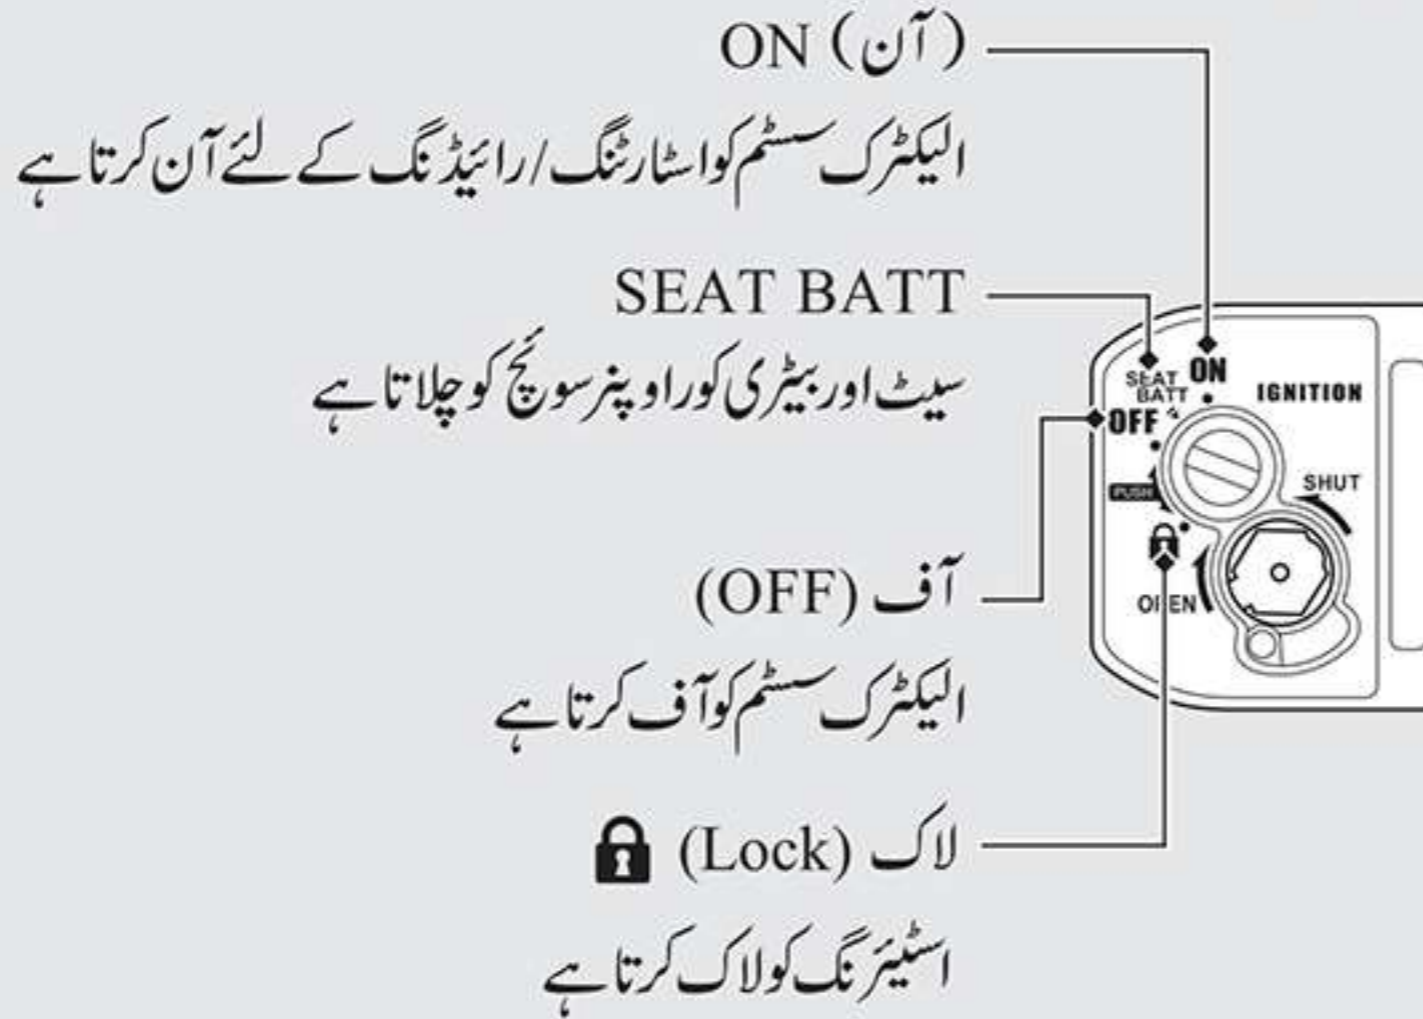 ON (آن)
الیکٹرک سسٹم کو اسٹارٹنگ/رائیڈنگ کے لئے آن کرتا ہے
SEAT BATT
سیٹ اور بیٹری کور اوپنر سوئچ کو چلاتا ہے
آف (OFF)
الیکٹرک سسٹم کو آف کرتا ہے
لاک (Lock)
اسٹیئرنگ کو لاک کرتا ہے
SEAT BATT
ON
IGNITION
OFF
PUSH
SHUT
OPEN